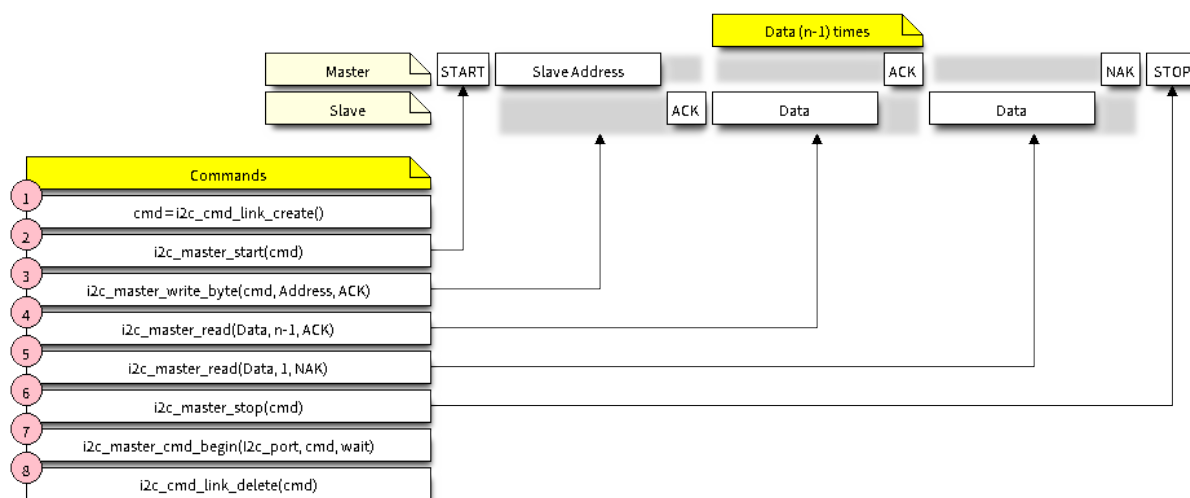 Data (n-1) times
Master START Slave Address ACK NAK STOP
Slave ACK Data Data
Commands
1 cmd = i2c_cmd_link_create()
2 i2c_master_start(cmd)
3 i2c_master_write_byte(cmd, Address, ACK)
4 i2c_master_read(Data, n-1, ACK)
5 i2c_master_read(Data, 1, NAK)
6 i2c_master_stop(cmd)
7 i2c_master_cmd_begin(I2c_port, cmd, wait)
8 i2c_cmd_link_delete(cmd)